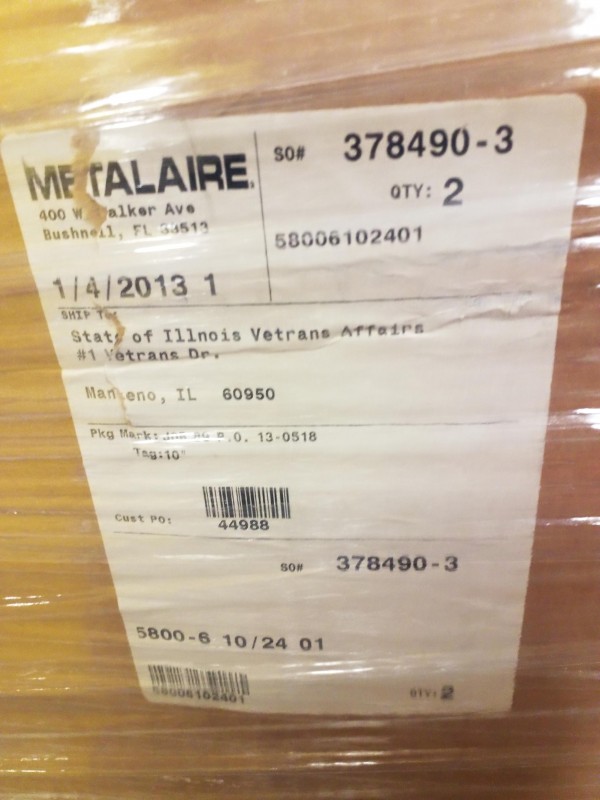 METALAIRE.
400 W Walker Ave
Bushnell, FL 33513
SO# 378490-3
QTY: 2
58006102401
1/4/2013 1
SHIP To:
State of Illnois Vetrans Affairs
#1 Vetrans Dr.
Manteno, IL 60950
Pkg Mark: P.O. 13-0518
Tag:10"
Cust PO:
44988
SO# 378490-3
5800-6 10/24 01
58006102401
QTY: 2